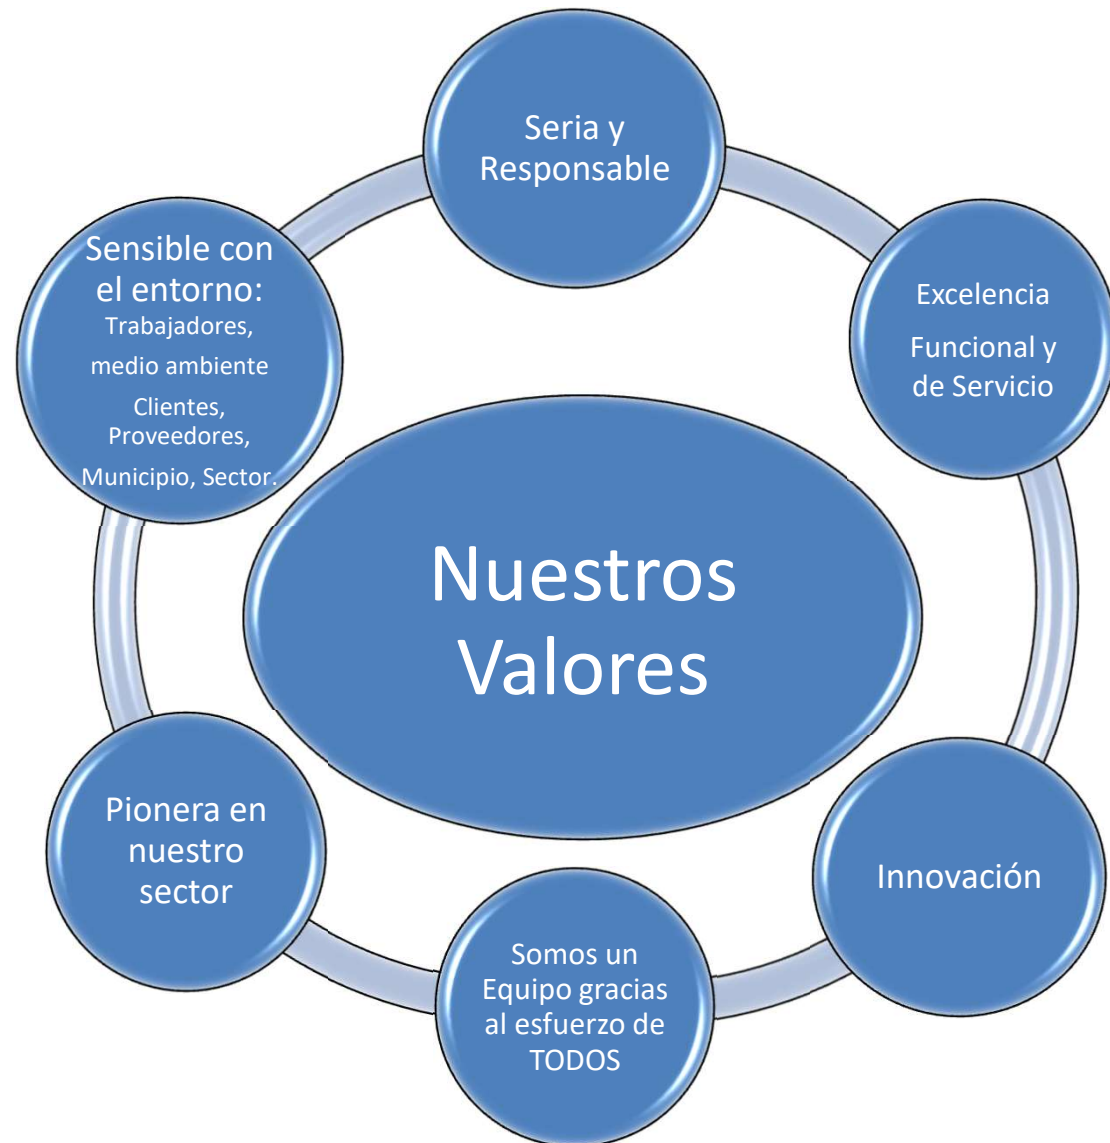 Seria y
Responsable
Sensible con
el entorno:
Trabajadores,
medio ambiente
Clientes,
Proveedores,
Municipio, Sector.
Excelencia
Funcional y
de Servicio
Nuestros
Valores
Pionera en
nuestro
sector
Innovación
Somos un
Equipo gracias
al esfuerzo de
TODOS